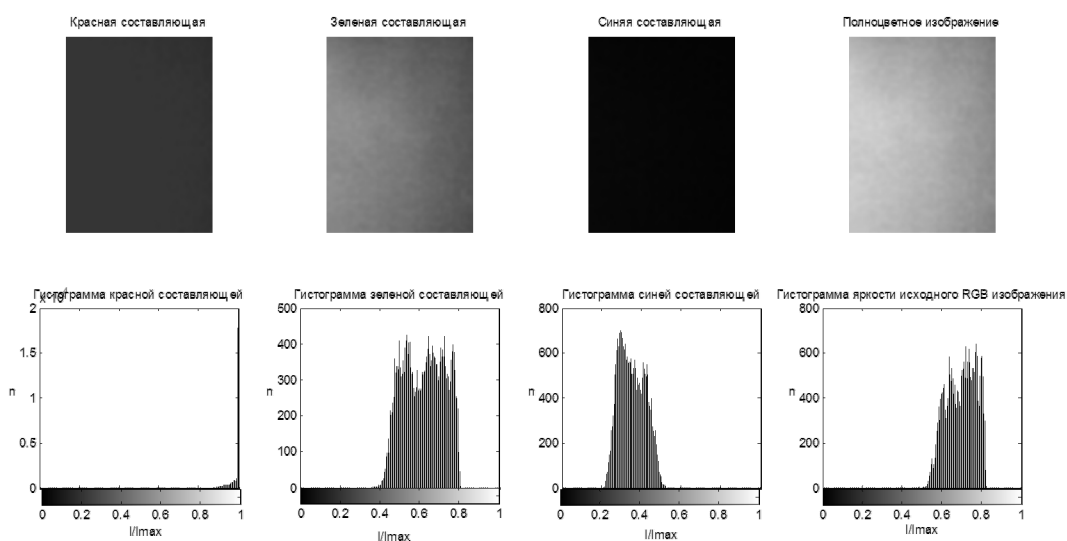 Красная составляющая
Зеленая составляющая
Синяя составляющая
Полноцветное изображение
Гистограмма красной составляющей
x 10^4
2
1.5
1
0.5
0
n
0 0.2 0.4 0.6 0.8 1
I/Imax
Гистограмма зеленой составляющей
500
400
300
200
100
0
n
0 0.2 0.4 0.6 0.8 1
I/Imax
Гистограмма синей составляющей
800
600
400
200
0
n
0 0.2 0.4 0.6 0.8 1
I/Imax
Гистограмма яркости исходного RGB изображения
800
600
400
200
0
n
0 0.2 0.4 0.6 0.8 1
I/Imax